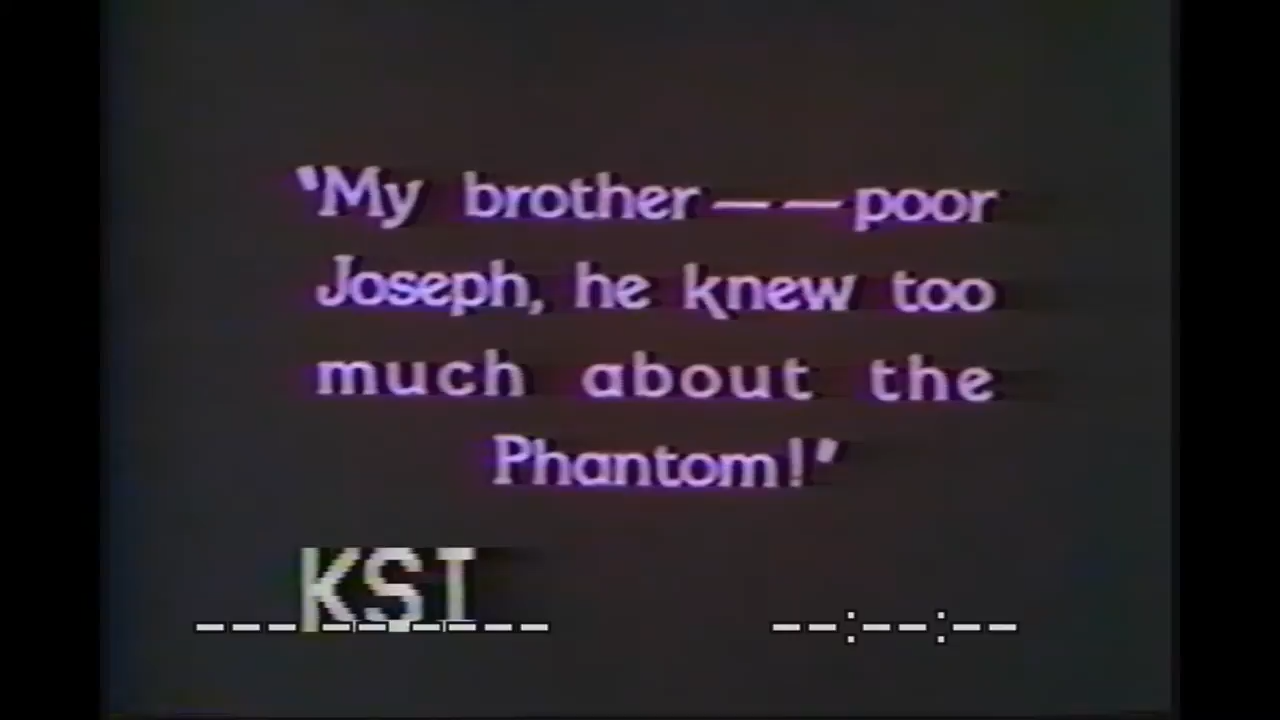 "My brother — — poor
Joseph, he knew too
much about the
Phantom!"
KSI
---------- --:--:--